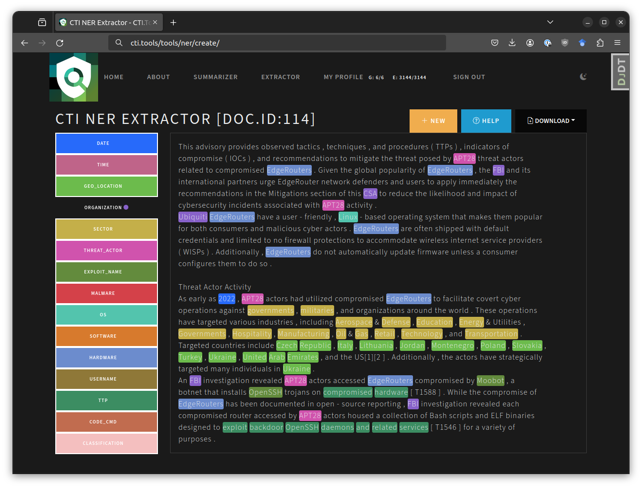 CTI NER Extractor - CTI.T
cti.tools/tools/ner/create/
HOME ABOUT SUMMARIZER EXTRACTOR MY PROFILE G: 6/6 E: 3144/3144 SIGN OUT
DJDT
CTI NER EXTRACTOR [DOC.ID:114]
+ NEW
HELP
DOWNLOAD
DATE
TIME
GEO_LOCATION
ORGANIZATION
SECTOR
THREAT_ACTOR
EXPLOIT_NAME
MALWARE
OS
SOFTWARE
HARDWARE
USERNAME
TTP
CODE_CMD
CLASSIFICATION
This advisory provides observed tactics , techniques , and procedures ( TTPs ) , indicators of
compromise ( IOCs ) , and recommendations to mitigate the threat posed by APT28 threat actors
related to compromised EdgeRouters . Given the global popularity of EdgeRouters , the FBI and its
international partners urge EdgeRouter network defenders and users to apply immediately the
recommendations in the Mitigations section of this CSA to reduce the likelihood and impact of
cybersecurity incidents associated with APT28 activity .
Ubiquiti EdgeRouters have a user - friendly , Linux - based operating system that makes them popular
for both consumers and malicious cyber actors . EdgeRouters are often shipped with default
credentials and limited to no firewall protections to accommodate wireless internet service providers
( WISPs ) . Additionally , EdgeRouters do not automatically update firmware unless a consumer
configures them to do so .
Threat Actor Activity
As early as 2022 , APT28 actors had utilized compromised EdgeRouters to facilitate covert cyber
operations against governments , militaries , and organizations around the world . These operations
have targeted various industries , including Aerospace & Defense , Education , Energy & Utilities ,
Governments , Hospitality , Manufacturing , Oil & Gas , Retail , Technology , and Transportation .
Targeted countries include Czech Republic , Italy , Lithuania , Jordan , Montenegro , Poland , Slovakia ,
Turkey , Ukraine , United Arab Emirates , and the US[1][2 ] . Additionally , the actors have strategically
targeted many individuals in Ukraine .
An FBI investigation revealed APT28 actors accessed EdgeRouters compromised by Moobot , a
botnet that installs OpenSSH trojans on compromised hardware [ T1588 ] . While the compromise of
EdgeRouters has been documented in open - source reporting , FBI investigation revealed each
compromised router accessed by APT28 actors housed a collection of Bash scripts and ELF binaries
designed to exploit backdoor OpenSSH daemons and related services [ T1546 ] for a variety of
purposes .